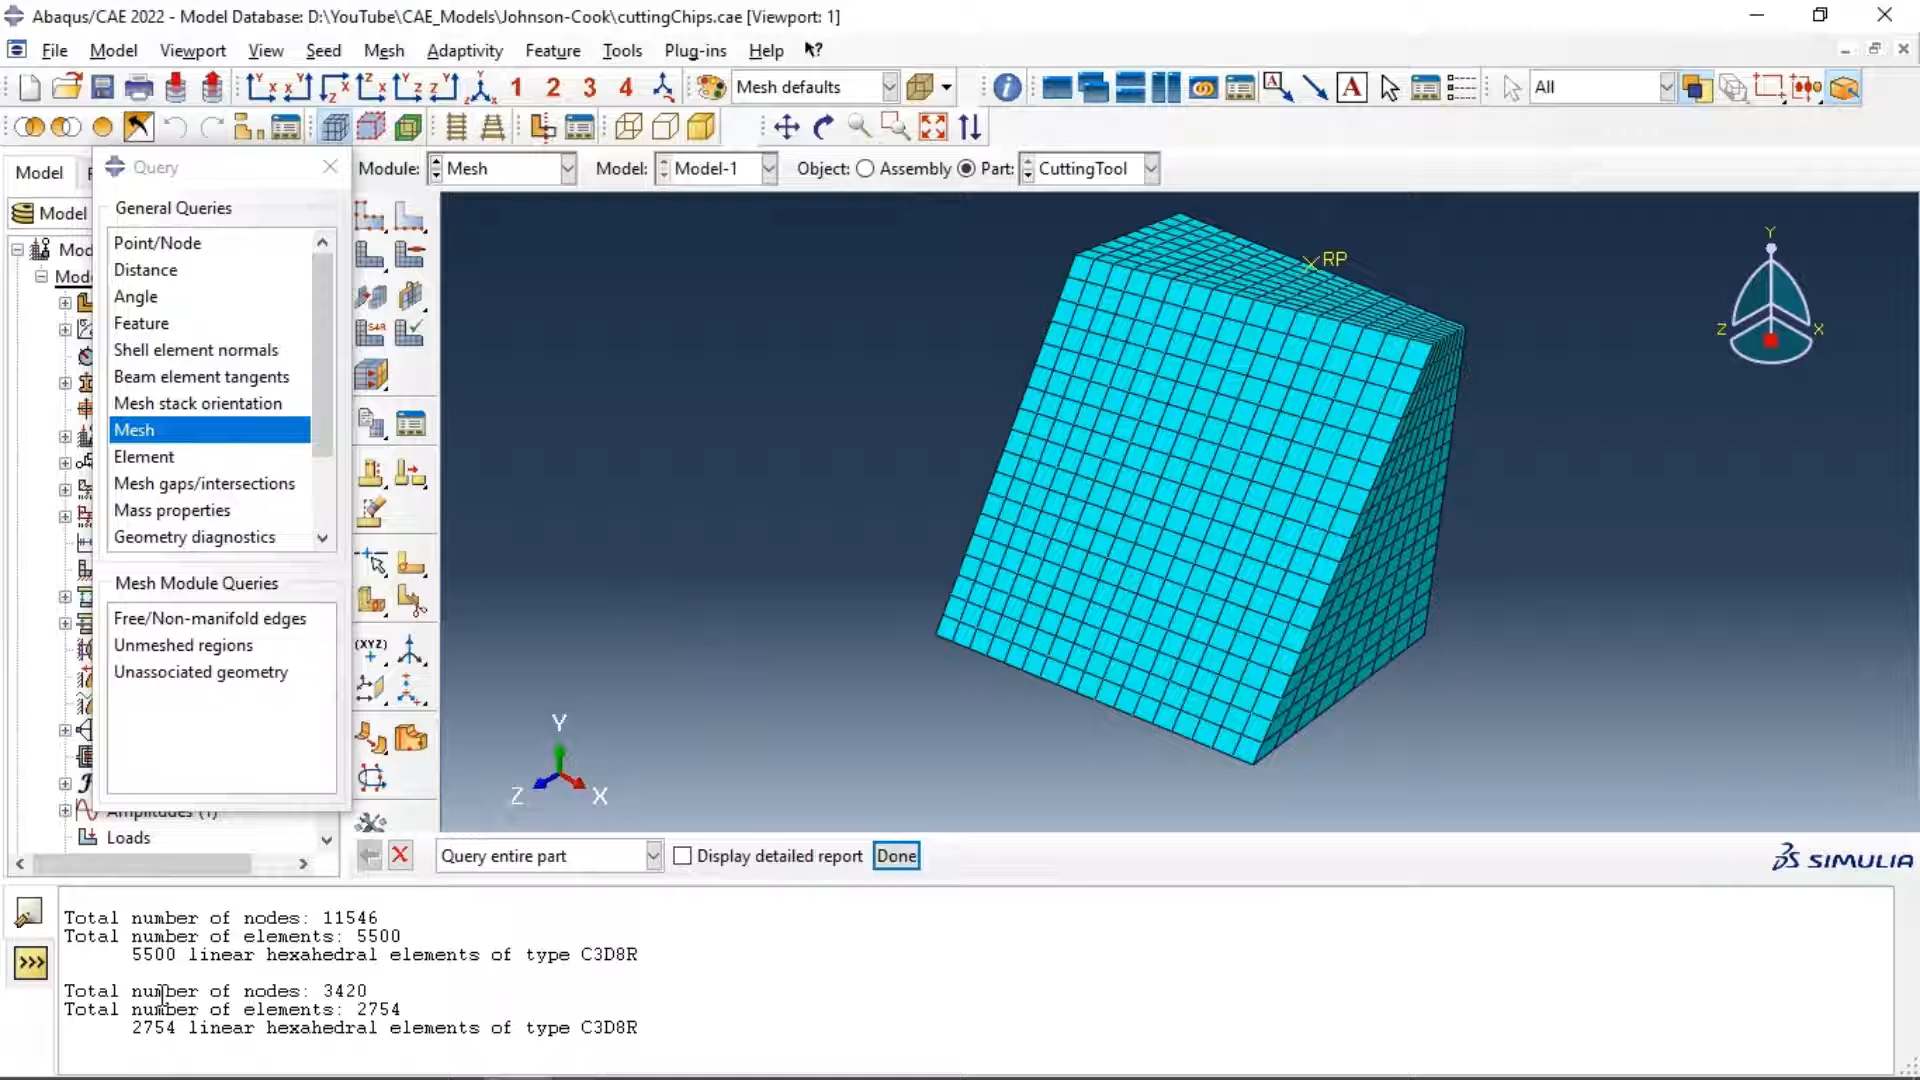 Abaqus/CAE 2022 - Model Database: D:\YouTube\CAE_Models\Johnson-Cook\cuttingChips.cae [Viewport: 1]
File Model Viewport View Seed Mesh Adaptivity Feature Tools Plug-ins Help
1 2 3 4 Mesh defaults All
Module: Mesh Model: Model-1 Object: Assembly Part: CuttingTool
Model
Query
General Queries
Point/Node
Distance
Angle
Feature
Shell element normals
Beam element tangents
Mesh stack orientation
Mesh
Element
Mesh gaps/intersections
Mass properties
Geometry diagnostics
Mesh Module Queries
Free/Non-manifold edges
Unmeshed regions
Unassociated geometry
Model
Amplitudes (1)
Loads
S4R
(XYZ)
RP
Y
Z X
Y
Z X
Query entire part Display detailed report Done
SIMULIA
Total number of nodes: 11546
Total number of elements: 5500
5500 linear hexahedral elements of type C3D8R
Total number of nodes: 3420
Total number of elements: 2754
2754 linear hexahedral elements of type C3D8R